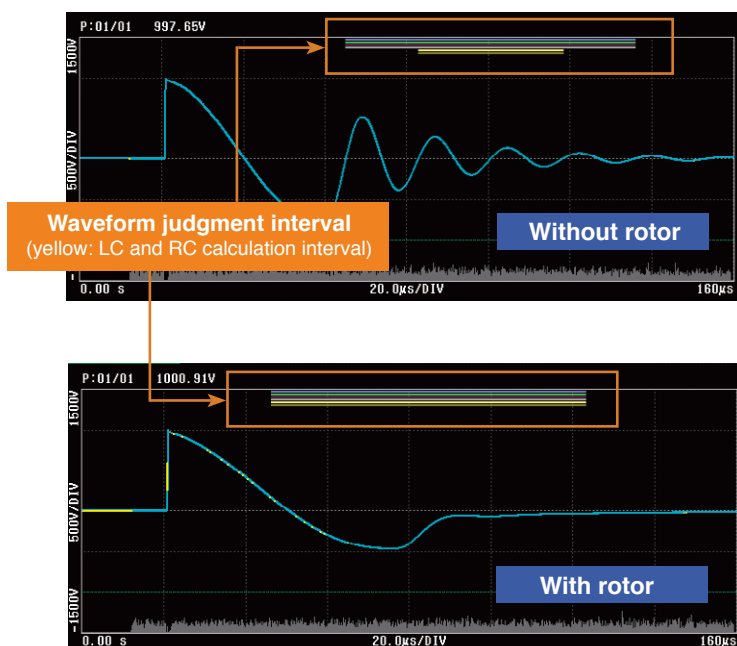 P:01/01 997.65V
1500V
500V/DIV
Waveform judgment interval
(yellow: LC and RC calculation interval)
Without rotor
-
0.00 s 20.0µs/DIV 160µs
P:01/01 1000.91V
1500V
500V/DIV
With rotor
-1500V
0.00 s 20.0µs/DIV 160µs